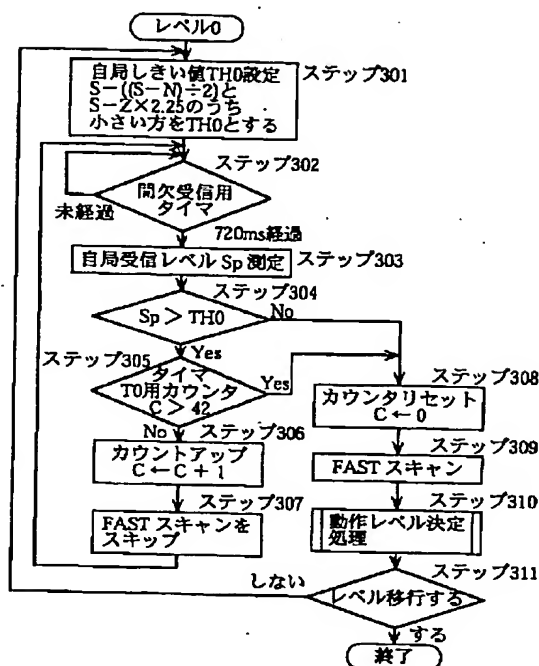 レベル0
自局しきい値TH0設定
S－((S－N)÷2)と
S－Z×2.25のうち
小さい方をTH0とする
ステップ301
ステップ302
間欠受信用
タイマ
未経過
720ms経過
自局受信レベル Sp 測定
ステップ303
ステップ304
Sp＞TH0
No
Yes
ステップ305
タイマ
T0用カウンタ
C＞42
Yes
No
ステップ306
カウントアップ
C←C＋1
ステップ307
FAST スキャンを
スキップ
ステップ308
カウンタリセット
C←0
ステップ309
FAST スキャン
ステップ310
動作レベル決定
処理
ステップ311
レベル移行する
しない
する
終了